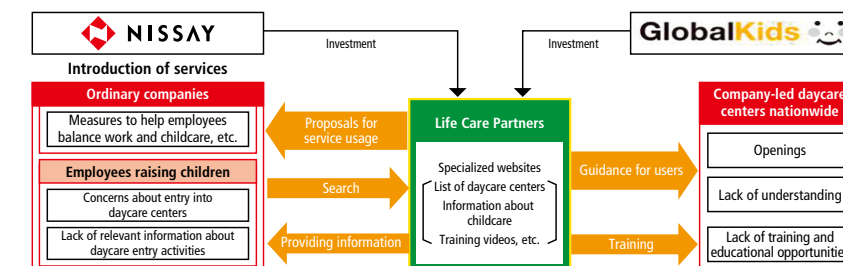 NISSAY
Investment
Investment
GlobalKids
Introduction of services
Ordinary companies
Measures to help employees
balance work and childcare, etc.
Employees raising children
Concerns about entry into
daycare centers
Lack of relevant information about
daycare entry activities
Proposals for
service usage
Search
Providing information
Life Care Partners
Specialized websites
List of daycare centers
Information about
childcare
Training videos, etc.
Guidance for users
Training
Company-led daycare
centers nationwide
Openings
Lack of understanding
Lack of training and
educational opportunitie